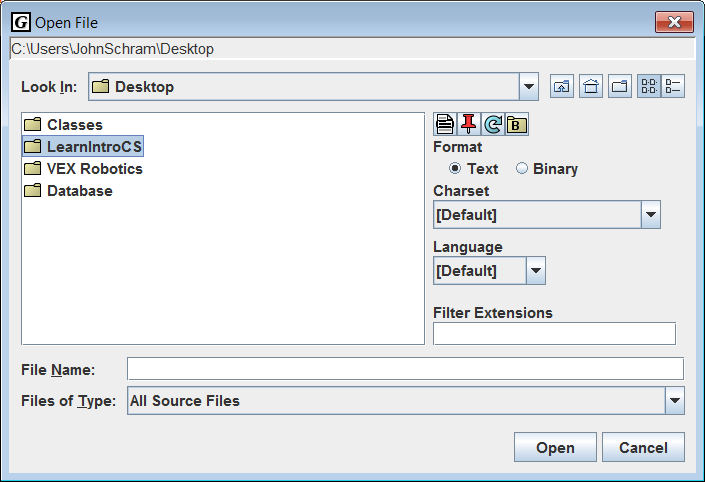 G Open File
C:\Users\JohnSchram\Desktop
Look In: Desktop
Classes
LearnIntroCS
VEX Robotics
Database
B
Format
Text Binary
Charset
[Default]
Language
[Default]
Filter Extensions
File Name:
Files of Type: All Source Files
Open Cancel